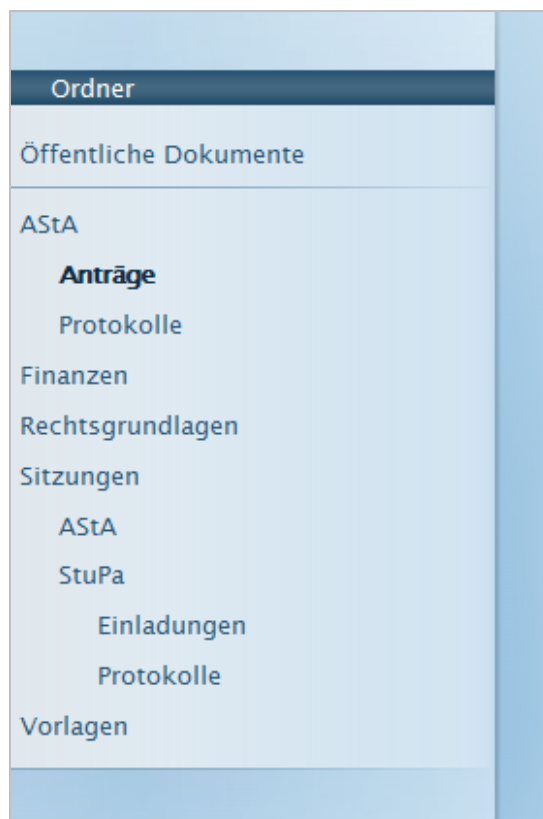 Ordner
Öffentliche Dokumente
AStA
Anträge
Protokolle
Finanzen
Rechtsgrundlagen
Sitzungen
AStA
StuPa
Einladungen
Protokolle
Vorlagen